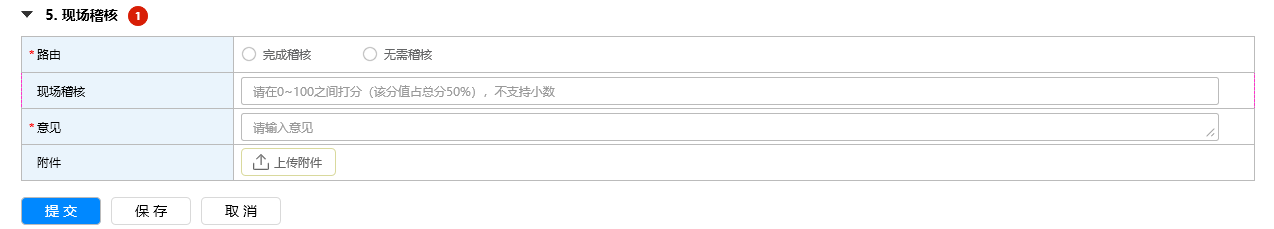 5. 现场稽核 1
*路由 完成稽核 无需稽核
现场稽核 请在0~100之间打分（该分值占总分50%），不支持小数
*意见 请输入意见
附件 上传附件
提交 保存 取消